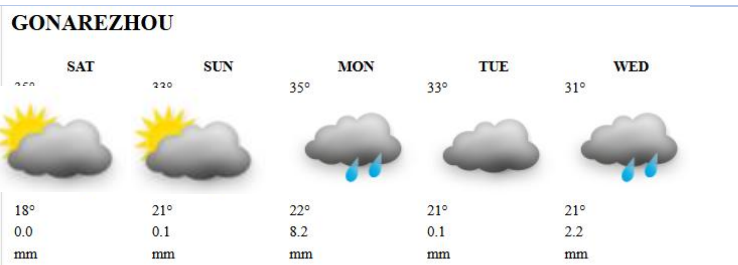 GONAREZHOU
SAT SUN MON TUE WED
33° 35° 33° 31°
18° 21° 22° 21° 21°
0.0 0.1 8.2 0.1 2.2
mm mm mm mm mm